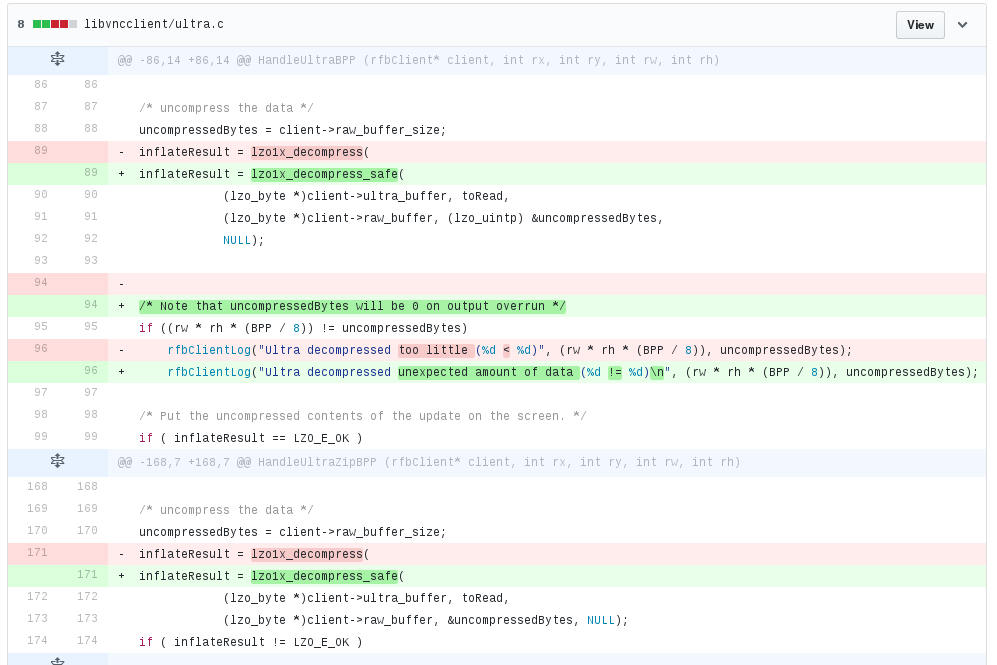 8 libvncclient/ultra.c View
@@ -86,14 +86,14 @@ HandleUltraBPP (rfbClient* client, int rx, int ry, int rw, int rh)
86 86
87 87 /* uncompress the data */
88 88 uncompressedBytes = client->raw_buffer_size;
89 - inflateResult = lzo1x_decompress(
89 + inflateResult = lzo1x_decompress_safe(
90 90 (lzo_byte *)client->ultra_buffer, toRead,
91 91 (lzo_byte *)client->raw_buffer, (lzo_uintp) &uncompressedBytes,
92 92 NULL);
93 93
94 -
94 + /* Note that uncompressedBytes will be 0 on output overrun */
95 95 if ((rw * rh * (BPP / 8)) != uncompressedBytes)
96 - rfbClientLog("Ultra decompressed too little (%d < %d)", (rw * rh * (BPP / 8)), uncompressedBytes);
96 + rfbClientLog("Ultra decompressed unexpected amount of data (%d != %d)\n", (rw * rh * (BPP / 8)), uncompressedBytes);
97 97
98 98 /* Put the uncompressed contents of the update on the screen. */
99 99 if ( inflateResult == LZO_E_OK )
@@ -168,7 +168,7 @@ HandleUltraZipBPP (rfbClient* client, int rx, int ry, int rw, int rh)
168 168
169 169 /* uncompress the data */
170 170 uncompressedBytes = client->raw_buffer_size;
171 - inflateResult = lzo1x_decompress(
171 + inflateResult = lzo1x_decompress_safe(
172 172 (lzo_byte *)client->ultra_buffer, toRead,
173 173 (lzo_byte *)client->raw_buffer, &uncompressedBytes, NULL);
174 174 if ( inflateResult != LZO_E_OK )